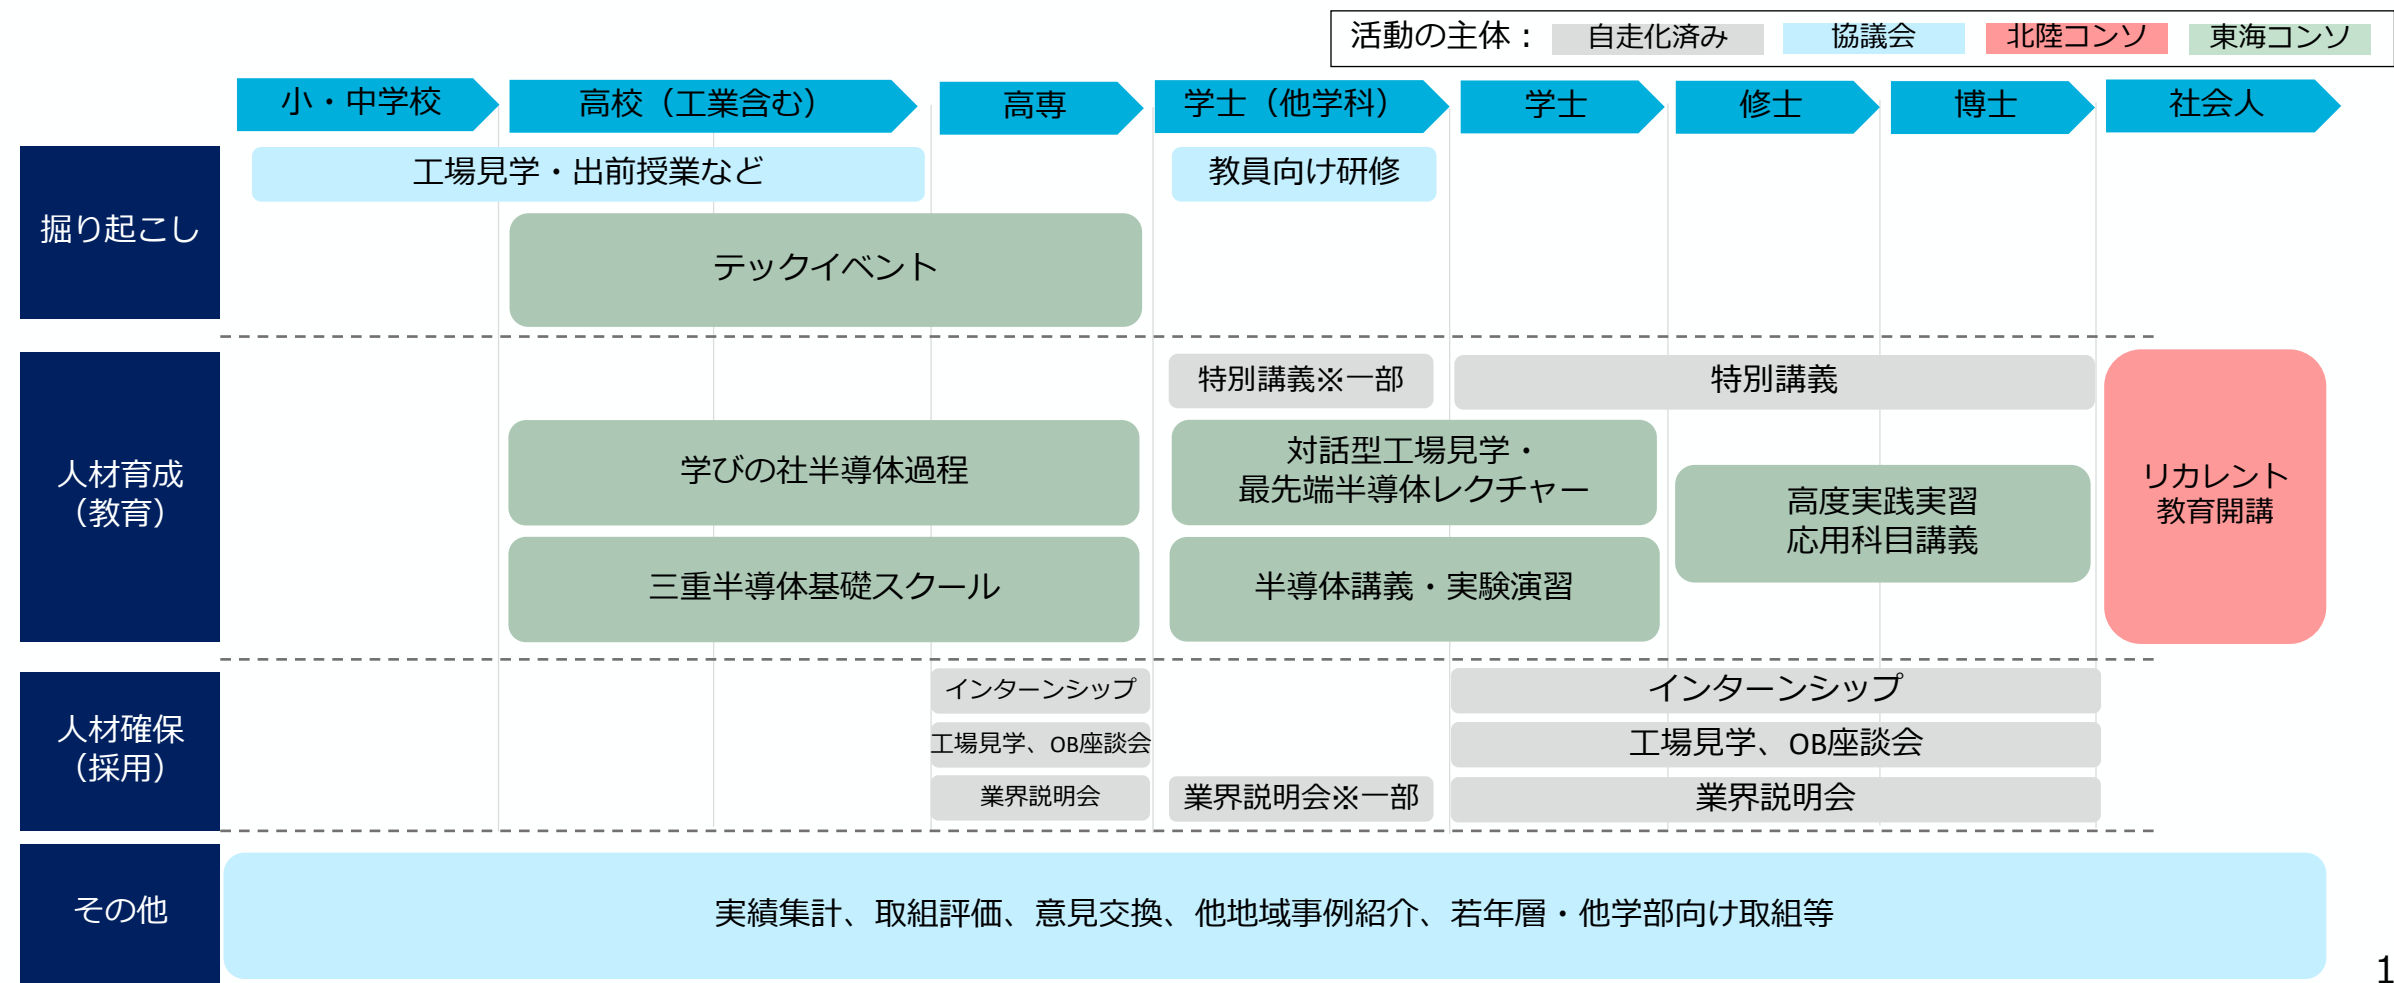 活動の主体： 自走化済み 協議会 北陸コンソ 東海コンソ
小・中学校 高校（工業含む） 高専 学士（他学科） 学士 修士 博士 社会人
掘り起こし
工場見学・出前授業など
教員向け研修
テックイベント
人材育成
（教育）
特別講義※一部
特別講義
学びの社半導体過程
対話型工場見学・
最先端半導体レクチャー
高度実践実習
応用科目講義
リカレント
教育開講
三重半導体基礎スクール
半導体講義・実験演習
人材確保
（採用）
インターンシップ
インターンシップ
工場見学、OB座談会
工場見学、OB座談会
業界説明会
業界説明会※一部
業界説明会
その他
実績集計、取組評価、意見交換、他地域事例紹介、若年層・他学部向け取組等
1